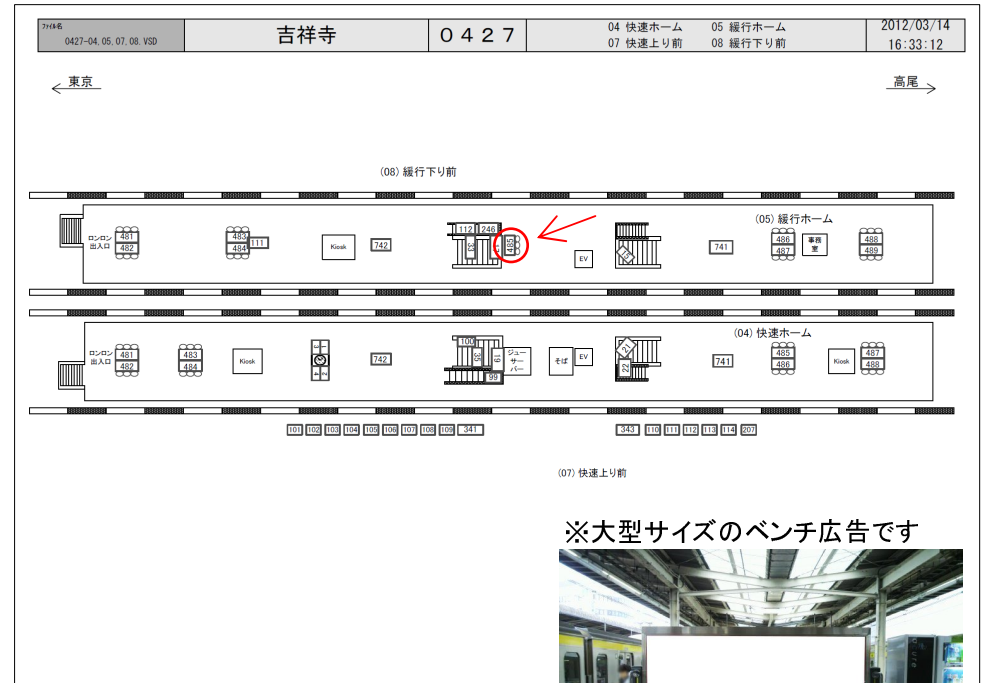 ファイル名
0427-04,05,07,08.VSD
吉祥寺
0427
04 快速ホーム 05 緩行ホーム
07 快速上り前 08 緩行下り前
2012/03/14
16:33:12
東京
高尾
(08)緩行下り前
(05)緩行ホーム
ロンロン
出入口
481
482
483
484
111
Kiosk
742
112
246
33
485
EV
15
741
486
487
事務
室
488
489
(04)快速ホーム
ロンロン
出入口
481
482
483
484
Kiosk
3 1
4 2
742
100
35
19
99
ジュー
サー
バー
そば
EV
21
22
741
485
486
Kiosk
487
488
101 102 103 104 105 106 107 108 109 341
343 110 111 112 113 114 207
(07)快速上り前
※大型サイズのベンチ広告です